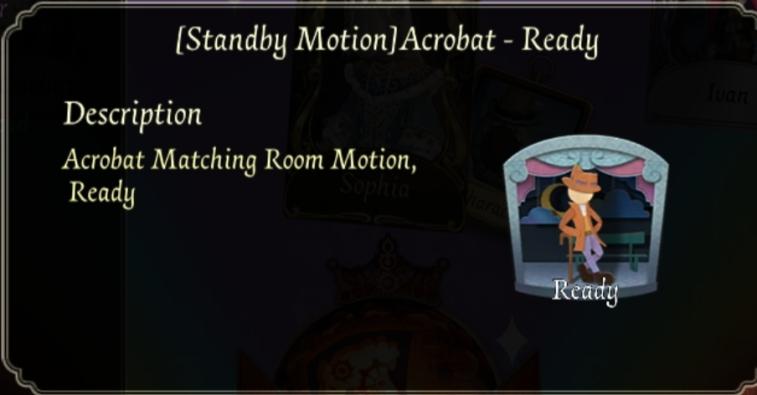 [Standby Motion]Acrobat - Ready
Description
Acrobat Matching Room Motion,
Ready
Ready
Sophia
Ivan